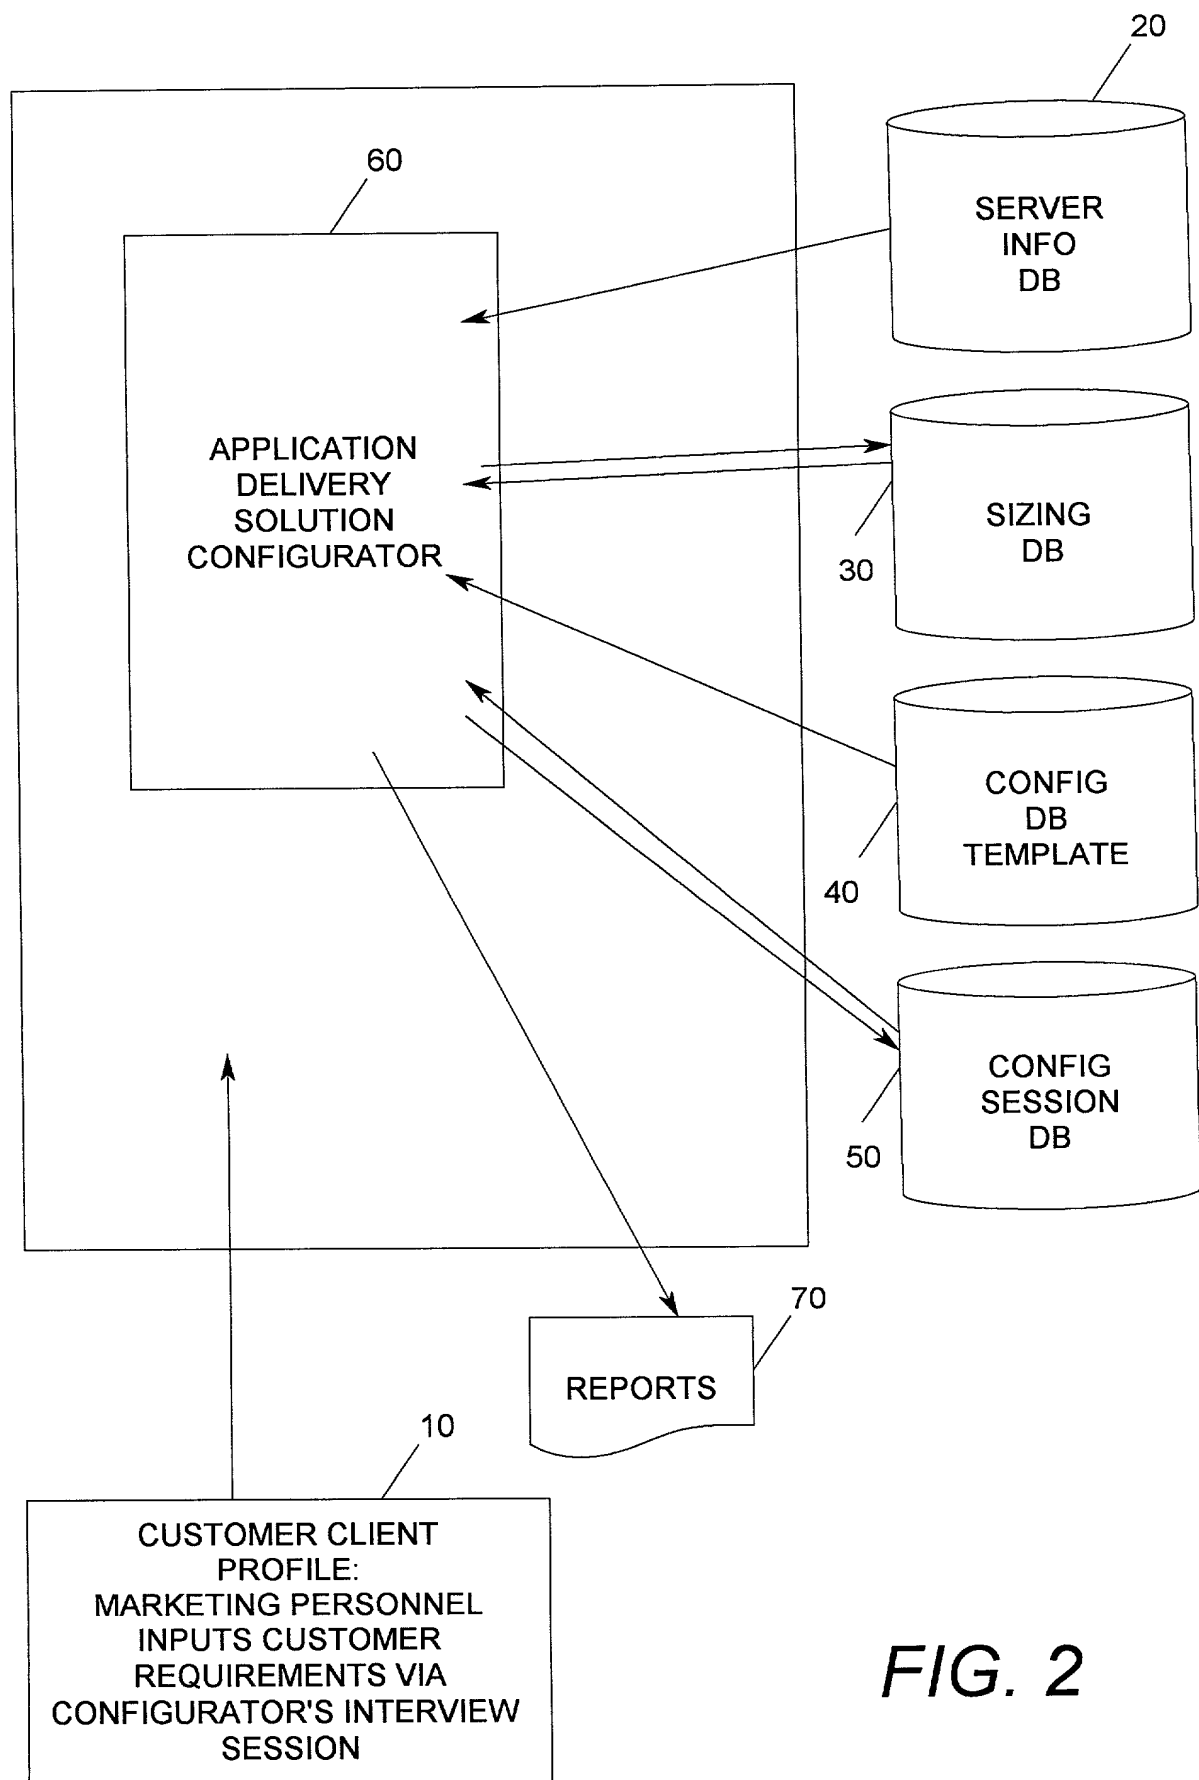 20
60
SERVER
INFO
DB
APPLICATION
DELIVERY
SOLUTION
CONFIGURATOR
30
SIZING
DB
40
CONFIG
DB
TEMPLATE
50
CONFIG
SESSION
DB
70
REPORTS
10
CUSTOMER CLIENT
PROFILE:
MARKETING PERSONNEL
INPUTS CUSTOMER
REQUIREMENTS VIA
CONFIGURATOR'S INTERVIEW
SESSION
FIG. 2